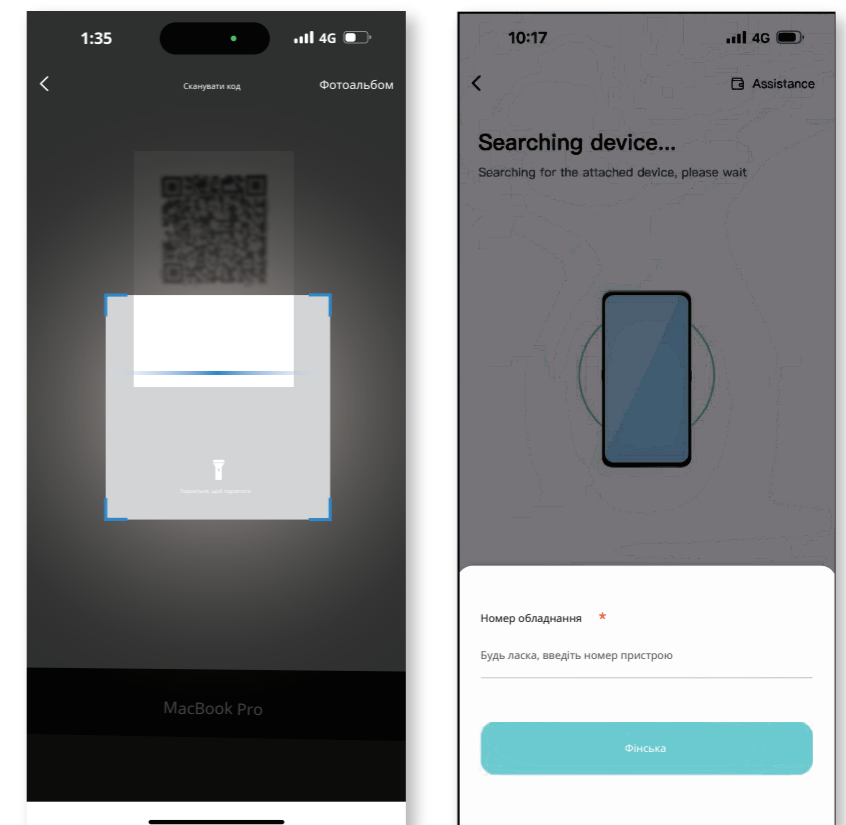 1:35
4G
Сканувати код
Фотоальбом
MacBook Pro
10:17
4G
Assistance
Searching device...
Searching for the attached device, please wait
Номер обладнання *
Будь ласка, введіть номер пристрою
Фінська